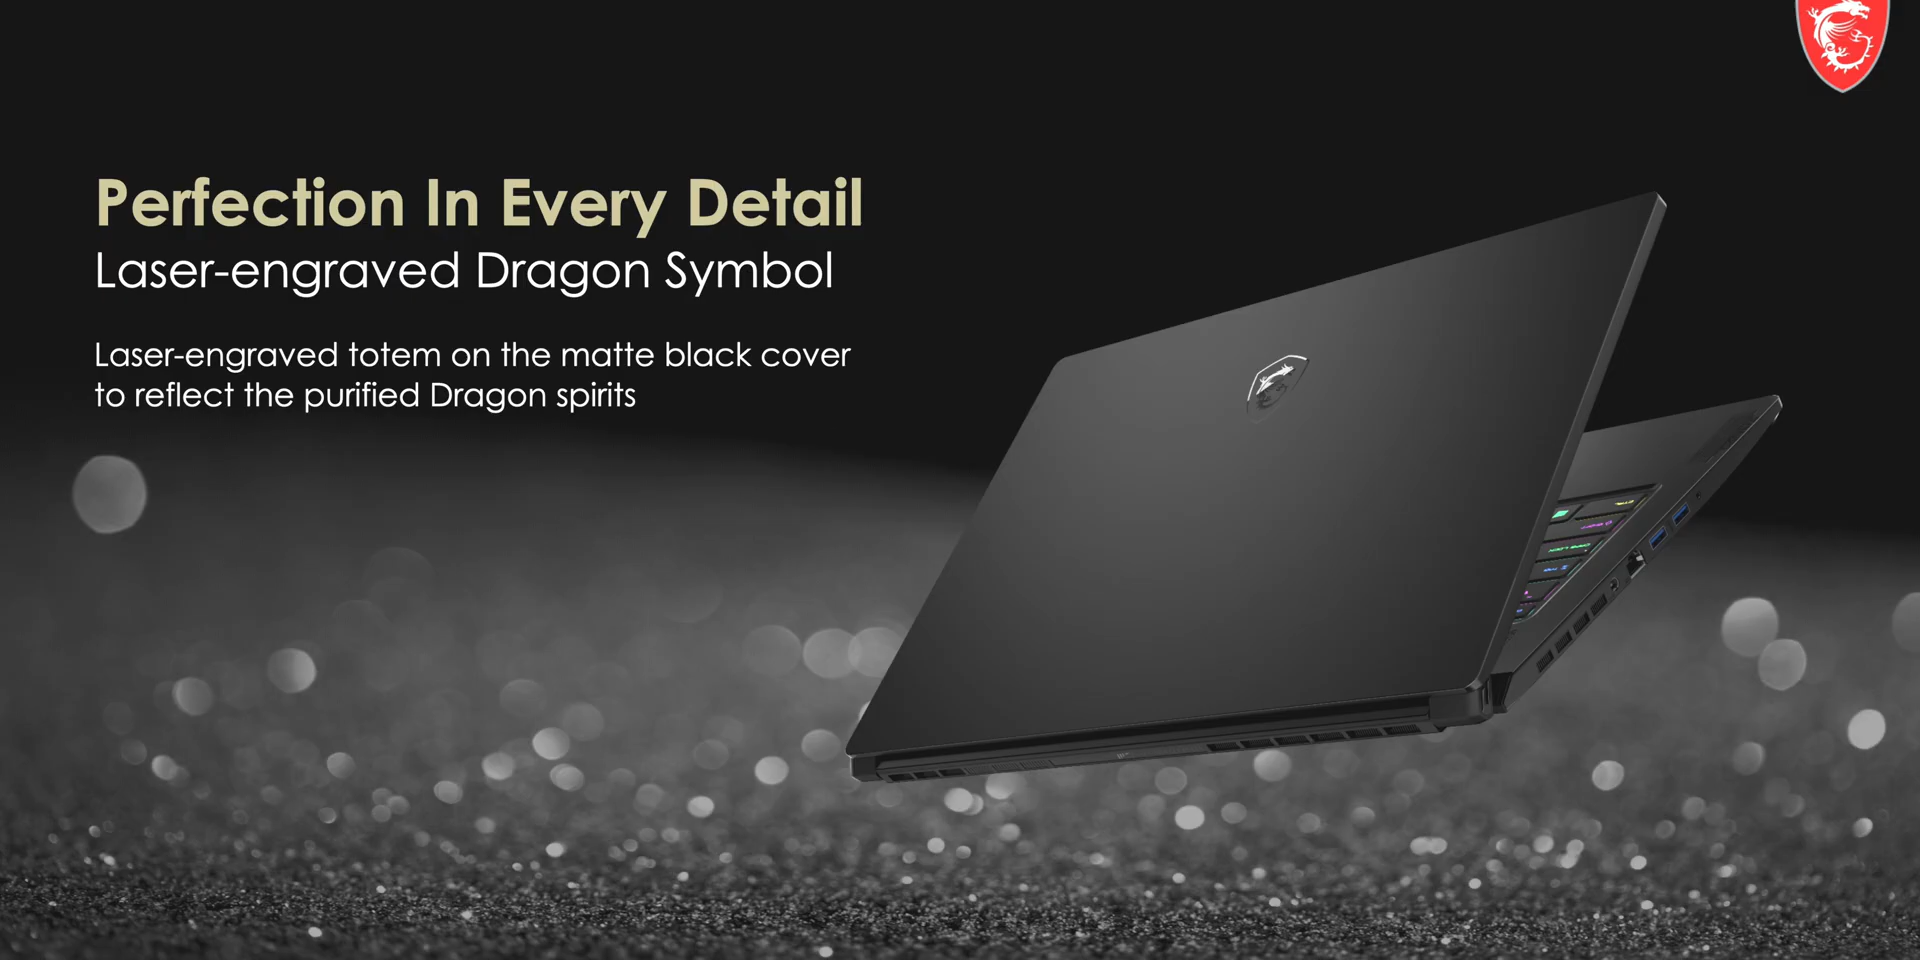 Perfection In Every Detail
Laser-engraved Dragon Symbol
Laser-engraved totem on the matte black cover
to reflect the purified Dragon spirits